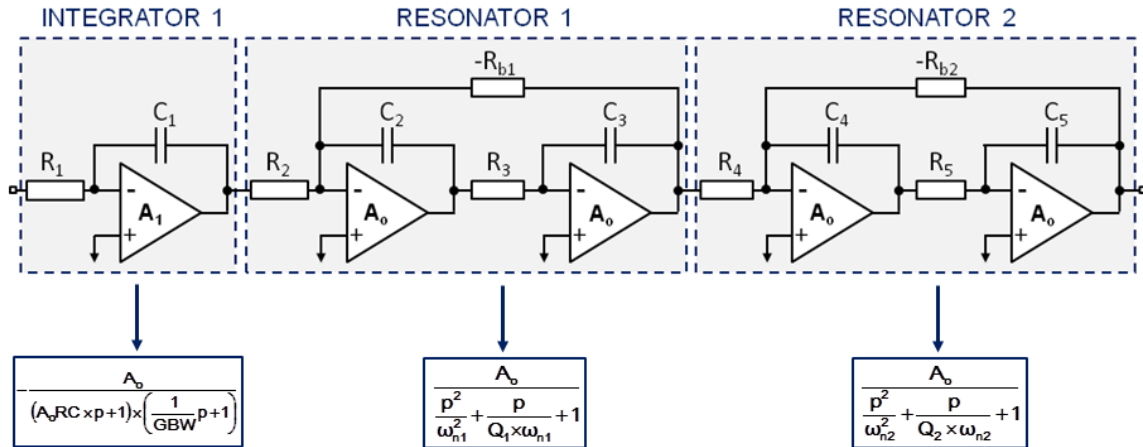 INTEGRATOR 1
RESONATOR 1
RESONATOR 2
-R_b1
-R_b2
C₁
C₂
C₃
C₄
C₅
R₁
R₂
R₃
R₄
R₅
-
-
-
-
-
A₁
Aₒ
Aₒ
Aₒ
Aₒ
+
+
+
+
+
-Aₒ/((AₒRC×p+1)×(1/GBW p+1))
Aₒ/(p²/ω²ₙ₁+p/(Q₁×ωₙ₁)+1)
Aₒ/(p²/ω²ₙ₂+p/(Q₂×ωₙ₂)+1)